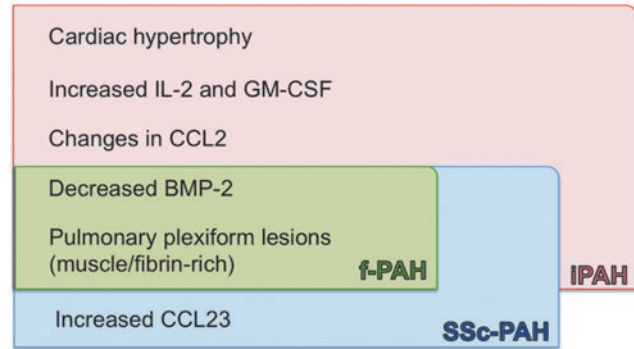 Cardiac hypertrophy
Increased IL-2 and GM-CSF
Changes in CCL2
Decreased BMP-2
Pulmonary plexiform lesions
(muscle/fibrin-rich)
f-PAH
iPAH
Increased CCL23
SSc-PAH